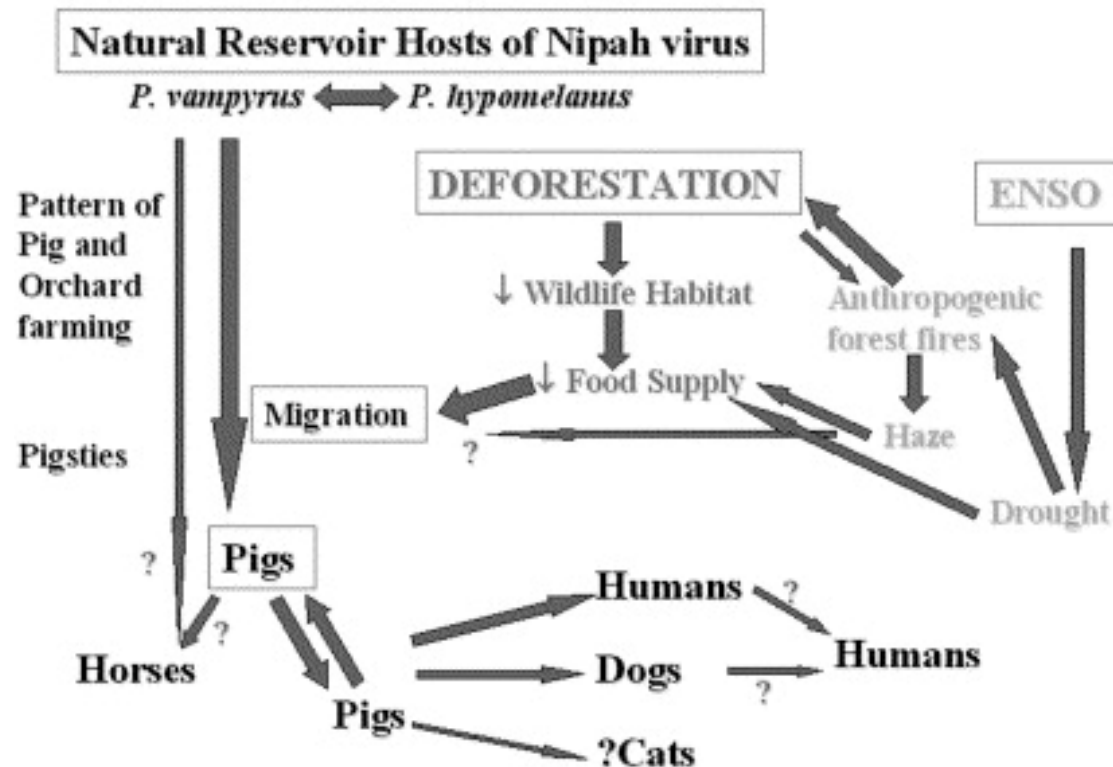 Natural Reservoir Hosts of Nipah virus
P. vampyrus P. hypomelanus
DEFORESTATION
ENSO
Pattern of
Pig and
Orchard
farming
↓ Wildlife Habitat
Anthropogenic
forest fires
↓ Food Supply
Migration
?
Haze
Pigsties
Drought
?
Pigs
?
Horses
Humans
?
Humans
Dogs
?
Pigs
?Cats